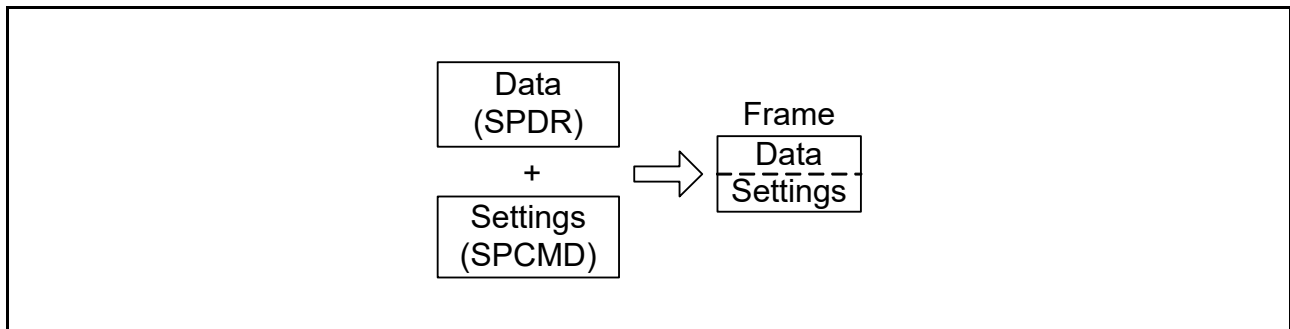 Data
(SPDR)
+
Settings
(SPCMD)
Frame
Data
Settings